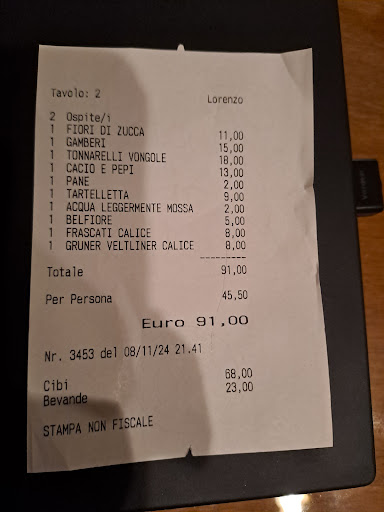 Tavolo: 2 Lorenzo
2 Ospite/i
1 FIORI DI ZUCCA 11,00
1 GAMBERI 15,00
1 TONNARELLI VONGOLE 18,00
1 CACIO E PEPI 13,00
1 PANE 2,00
1 TARTELLETTA 9,00
1 ACQUA LEGGERMENTE MOSSA 2,00
1 BELFIORE 5,00
1 FRASCATI CALICE 8,00
1 GRUNER VELTLINER CALICE 8,00
----------
Totale 91,00
Per Persona 45,50
Euro 91,00
Nr. 3453 del 08/11/24 21.41
Cibi 68,00
Bevande 23,00
STAMPA NON FISCALE